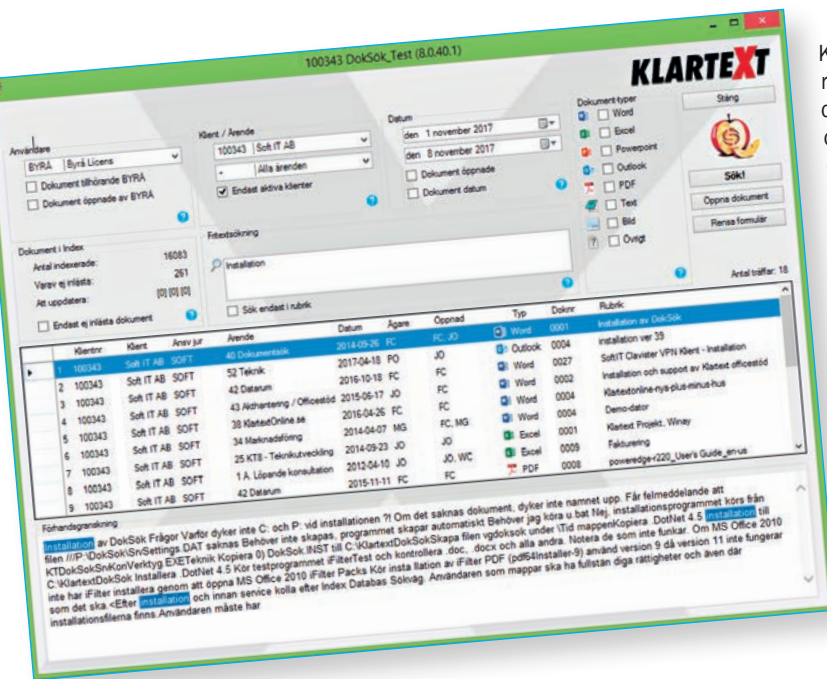 100343 DokSök_Test (8.0.40.1)
KLARTEXT
Användare
BYRÅ Byrå Licens
Dokument tillhörande BYRÅ
Dokument öppnade av BYRÅ
Klient / Ärende
100343 Soft IT AB
- Alla ärenden
Endast aktiva klienter
Datum
den 1 november 2017
den 8 november 2017
Dokument öppnade
Dokument datum
Dokument-typer
Word
Excel
Powerpoint
Outlook
PDF
Text
Bild
Övrigt
Stäng
Sök!
Öppna dokument
Rensa formulär
Dokument i Index
Antal indexerade: 16083
Varav ej inlästa: 261
Att uppdatera: [0] [0] [0]
Endast ej inlästa dokument
Fritextsökning
Installation
Sök endast i rubrik
Antal träffar: 18
Klientnr Klient Ansv jur Ärende Datum Ägare Öppnad Typ Doknr Rubrik
1 100343 Soft IT AB SOFT 40 Dokumentsök 2014-09-26 FC FC, JO Word 0001 Installation av DokSök
2 100343 Soft IT AB SOFT 52 Teknik 2017-04-18 PO JO Outlook 0004 installation ver 39
3 100343 Soft IT AB SOFT 42 Datarum 2016-10-18 FC FC Word 0027 SoftIT Clavister VPN Klient - Installation
4 100343 Soft IT AB SOFT 43 Akthantering / Officestöd 2015-06-17 JO JO Word 0002 Installation och support av Klartext officestöd
5 100343 Soft IT AB SOFT 38 KlartextOnline.se 2016-04-26 FC FC Word 0004 Klartextonline-nya-plus-minus-hus
6 100343 Soft IT AB SOFT 34 Marknadsföring 2014-04-07 MG FC, MG Word 0004 Demo-dator
7 100343 Soft IT AB SOFT 25 KT8 - Teknikutveckling 2014-09-23 JO JO Excel 0001 Klartext Projekt, Winay
8 100343 Soft IT AB SOFT 1 A. Löpande konsultation 2012-04-10 JO JO, WC Excel 0009 Fakturering
9 100343 Soft IT AB SOFT 42 Datarum 2015-11-11 FC FC PDF 0008 poweredge-r220_User's Guide_en-us
Förhandsgranskning
Installation av DokSök Frågor Varför dyker inte C: och P: vid installationen ?! Om det saknas dokument, dyker inte namnet upp. Får felmeddelande att
filen ///P:\DokSök\SnSettings.DAT saknas Behöver inte skapas, programmet skapar automatiskt Behöver jag köra u.bat Nej, installationsprogrammet körs från
KTDokSökSnKonVerktyg.EXETeknik Kopiera 0) DokSök.INST till C:\KlartextDokSökSkapa filen vgdoksok under \Tid mappenKopiera .DotNet 4.5 installation till
C:\KlartextDokSök Installera .DotNet 4.5 Kör testprogrammet iFilterTest och kontrollera .doc, .docx och alla andra. Notera de som inte funkar. Om MS Office 2010
inte har iFilter installera genom att öppna MS Office 2010 iFilter Packs Kör insta llation av iFilter PDF (pdf64Installer-9) använd version 9 då version 11 inte fungerar
som det ska.<Efter installation och innan service kolla efter Index Databas Sökväg. Användaren som mappar ska ha fullstän diga rättigheter och även där
installationsfilerna finns.Användaren måste har